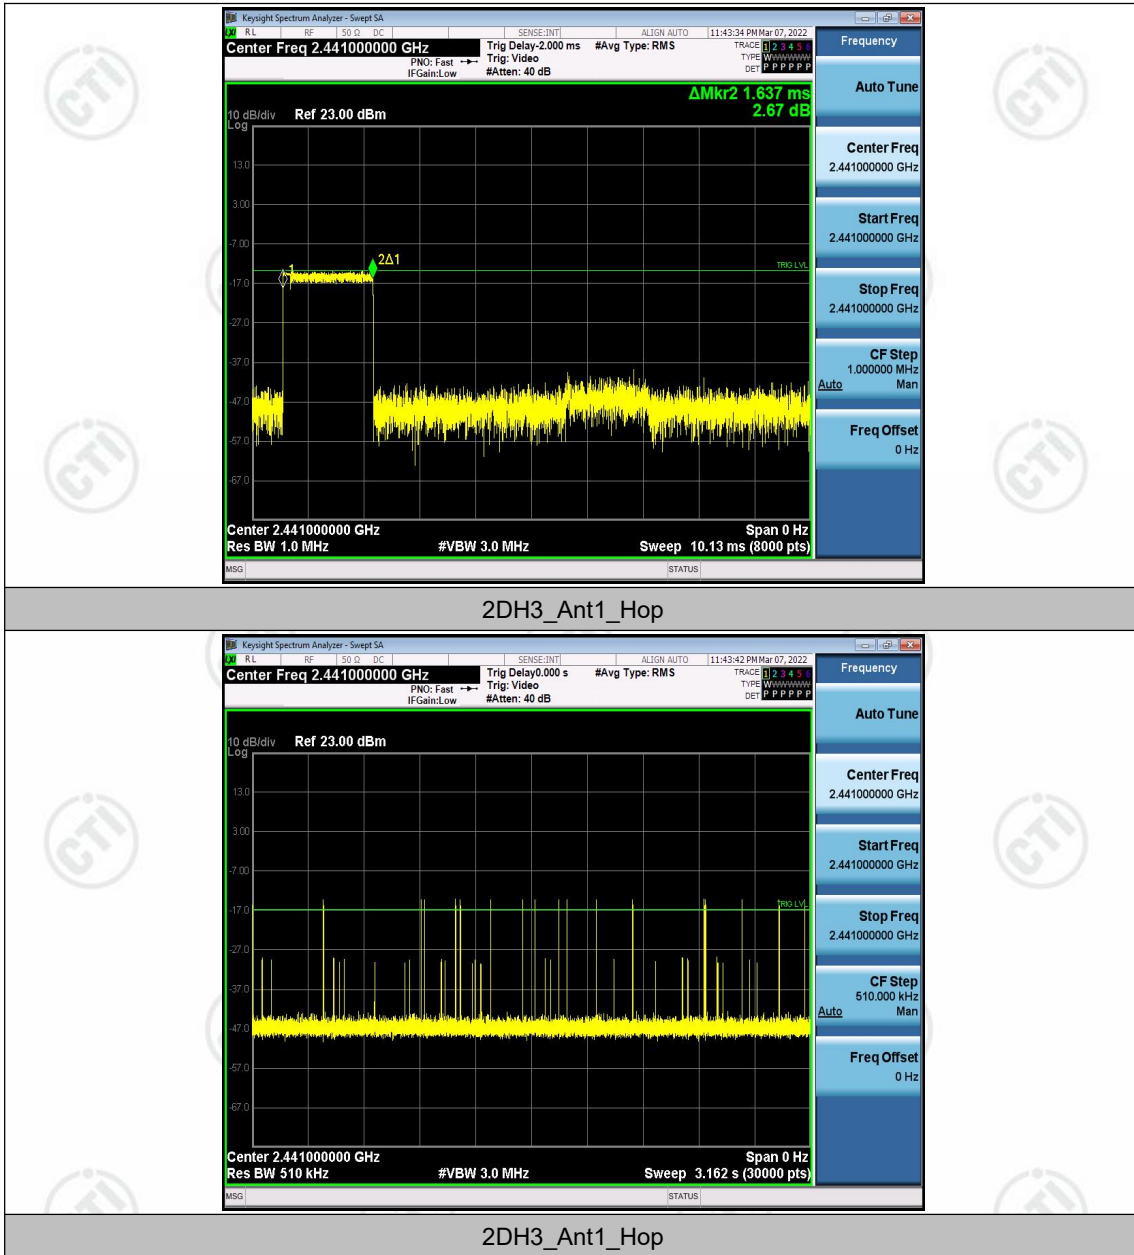 Keysight Spectrum Analyzer - Swept SA
LXI RL RF 50 Ω DC SENSE:INT ALIGN AUTO 11:43:34 PM Mar 07, 2022
Center Freq 2.441000000 GHz Trig Delay-2.000 ms #Avg Type: RMS TRACE 1 2 3 4 5 6
PNO: Fast Trig: Video TYPE WWWWWW
IFGain:Low #Atten: 40 dB DET P P P P P P
Frequency
Auto Tune
ΔMkr2 1.637 ms
2.67 dB
10 dB/div Ref 23.00 dBm
Log
13.0
3.00
-7.00
-17.0
-27.0
-37.0
-47.0
-57.0
-67.0
1
2Δ1
TRIG LVL
Center Freq
2.441000000 GHz
Start Freq
2.441000000 GHz
Stop Freq
2.441000000 GHz
CF Step
1.000000 MHz
Auto Man
Freq Offset
0 Hz
Center 2.441000000 GHz Span 0 Hz
Res BW 1.0 MHz #VBW 3.0 MHz Sweep 10.13 ms (8000 pts)
MSG STATUS
2DH3_Ant1_Hop
Keysight Spectrum Analyzer - Swept SA
LXI RL RF 50 Ω DC SENSE:INT ALIGN AUTO 11:43:42 PM Mar 07, 2022
Center Freq 2.441000000 GHz Trig Delay0.000 s #Avg Type: RMS TRACE 1 2 3 4 5 6
PNO: Fast Trig: Video TYPE WWWWWW
IFGain:Low #Atten: 40 dB DET P P P P P P
Frequency
Auto Tune
10 dB/div Ref 23.00 dBm
Log
13.0
3.00
-7.00
-17.0
-27.0
-37.0
-47.0
-57.0
-67.0
TRIG LVL
Center Freq
2.441000000 GHz
Start Freq
2.441000000 GHz
Stop Freq
2.441000000 GHz
CF Step
510.000 kHz
Auto Man
Freq Offset
0 Hz
Center 2.441000000 GHz Span 0 Hz
Res BW 510 kHz #VBW 3.0 MHz Sweep 3.162 s (30000 pts)
MSG STATUS
2DH3_Ant1_Hop
CTI
CTI
CTI
CTI
CTI
CTI